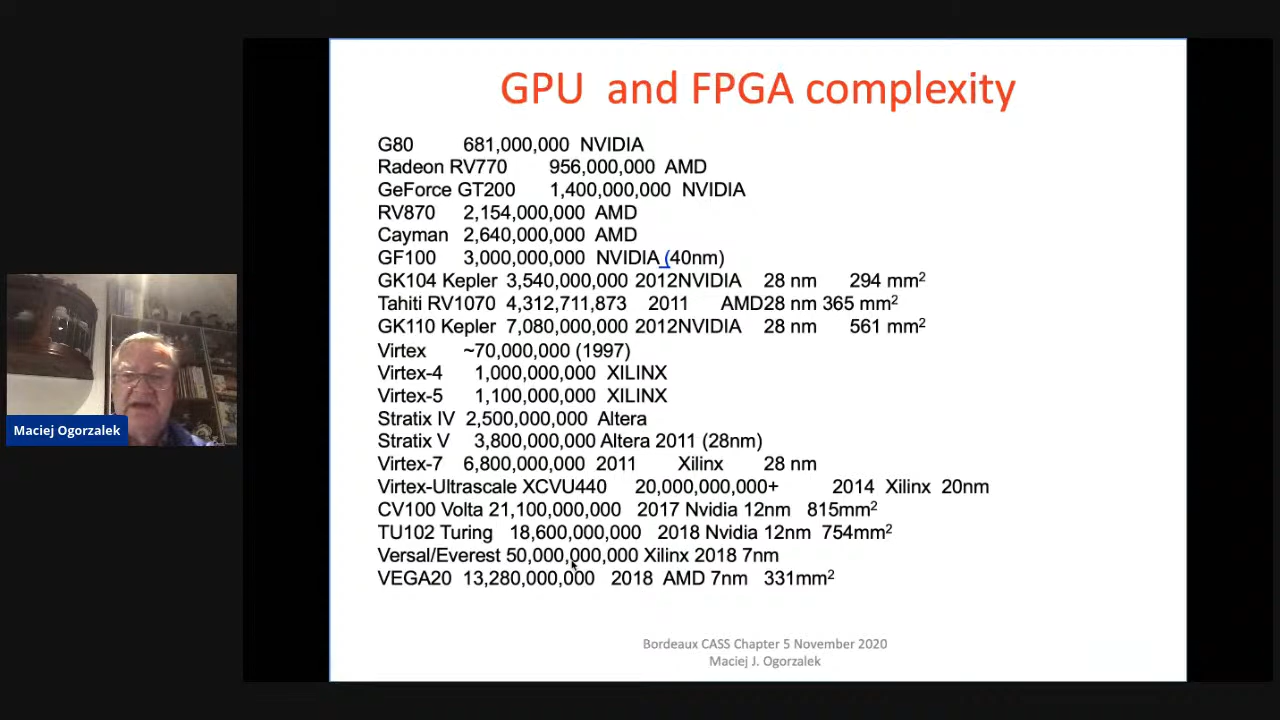 GPU and FPGA complexity
G80 681,000,000 NVIDIA
Radeon RV770 956,000,000 AMD
GeForce GT200 1,400,000,000 NVIDIA
RV870 2,154,000,000 AMD
Cayman 2,640,000,000 AMD
GF100 3,000,000,000 NVIDIA (40nm)
GK104 Kepler 3,540,000,000 2012NVIDIA 28 nm 294 mm²
Tahiti RV1070 4,312,711,873 2011 AMD28 nm 365 mm²
GK110 Kepler 7,080,000,000 2012NVIDIA 28 nm 561 mm²
Virtex ~70,000,000 (1997)
Virtex-4 1,000,000,000 XILINX
Virtex-5 1,100,000,000 XILINX
Stratix IV 2,500,000,000 Altera
Stratix V 3,800,000,000 Altera 2011 (28nm)
Virtex-7 6,800,000,000 2011 Xilinx 28 nm
Virtex-Ultrascale XCVU440 20,000,000,000+ 2014 Xilinx 20nm
CV100 Volta 21,100,000,000 2017 Nvidia 12nm 815mm²
TU102 Turing 18,600,000,000 2018 Nvidia 12nm 754mm²
Versal/Everest 50,000,000,000 Xilinx 2018 7nm
VEGA20 13,280,000,000 2018 AMD 7nm 331mm²
Bordeaux CASS Chapter 5 November 2020
Maciej J. Ogorzalek
Maciej Ogorzalek